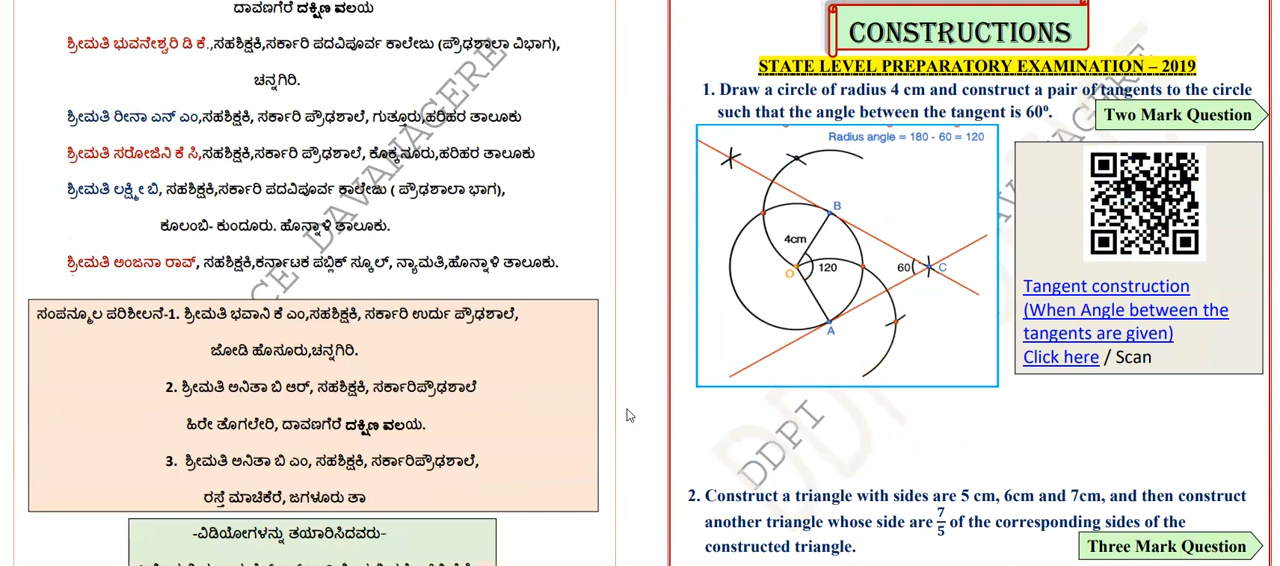 ದಾವಣಗೆರೆ ದಕ್ಷಿಣ ವಲಯ
ಶ್ರೀಮತಿ ಭುವನೇಶ್ವರಿ ಡಿ ಕೆ.,ಸಹಶಿಕ್ಷಕಿ,ಸರ್ಕಾರಿ ಪದವಿಪೂರ್ವ ಕಾಲೇಜು (ಪ್ರೌಢಶಾಲಾ ವಿಭಾಗ),
ಚನ್ನಗಿರಿ.
ಶ್ರೀಮತಿ ರೀನಾ ಎನ್ ಎಂ,ಸಹಶಿಕ್ಷಕಿ, ಸರ್ಕಾರಿ ಪ್ರೌಢಶಾಲೆ, ಗುತ್ತೂರು,ಹರಿಹರ ತಾಲೂಕು
ಶ್ರೀಮತಿ ಸರೋಜಿನಿ ಕೆ ಸಿ,ಸಹಶಿಕ್ಷಕಿ,ಸರ್ಕಾರಿ ಪ್ರೌಢಶಾಲೆ, ಕೊಕ್ಕನೂರು,ಹರಿಹರ ತಾಲೂಕು
ಶ್ರೀಮತಿ ಲಕ್ಷ್ಮೀ ಬಿ, ಸಹಶಿಕ್ಷಕಿ,ಸರ್ಕಾರಿ ಪದವಿಪೂರ್ವ ಕಾಲೇಜು ( ಪ್ರೌಢಶಾಲಾ ಭಾಗ),
ಕೂಲಂಬಿ- ಕುಂದೂರು. ಹೊನ್ನಾಳಿ ತಾಲೂಕು.
ಶ್ರೀಮತಿ ಅಂಜನಾ ರಾವ್, ಸಹಶಿಕ್ಷಕಿ,ಕರ್ನಾಟಕ ಪಬ್ಲಿಕ್ ಸ್ಕೂಲ್, ನ್ಯಾಮತಿ,ಹೊನ್ನಾಳಿ ತಾಲೂಕು.
ಸಂಪನ್ಮೂಲ ಪರಿಶೀಲನೆ-1. ಶ್ರೀಮತಿ ಭವಾನಿ ಕೆ ಎಂ,ಸಹಶಿಕ್ಷಕಿ, ಸರ್ಕಾರಿ ಉರ್ದು ಪ್ರೌಢಶಾಲೆ,
ಜೋಡಿ ಹೊಸೂರು,ಚನ್ನಗಿರಿ.
2. ಶ್ರೀಮತಿ ಅನಿತಾ ಬಿ ಆರ್, ಸಹಶಿಕ್ಷಕಿ, ಸರ್ಕಾರಿಪ್ರೌಢಶಾಲೆ
ಹಿರೇ ತೊಗಲೇರಿ, ದಾವಣಗೆರೆ ದಕ್ಷಿಣ ವಲಯ.
3. ಶ್ರೀಮತಿ ಅನಿತಾ ಬಿ ಎಂ, ಸಹಶಿಕ್ಷಕಿ, ಸರ್ಕಾರಿಪ್ರೌಢಶಾಲೆ,
ರಸ್ತೆ ಮಾಚಿಕೆರೆ, ಜಗಳೂರು ತಾ
-ವಿಡಿಯೋಗಳನ್ನು ತಯಾರಿಸಿದವರು-
DAVANAGERE
CONSTRUCTIONS
STATE LEVEL PREPARATORY EXAMINATION – 2019
1. Draw a circle of radius 4 cm and construct a pair of tangents to the circle
such that the angle between the tangent is 60⁰.
Two Mark Question
Radius angle = 180 - 60 = 120
B
4cm
O
120
60
C
A
Tangent construction
(When Angle between the
tangents are given)
Click here / Scan
DDPI
2. Construct a triangle with sides are 5 cm, 6cm and 7cm, and then construct
another triangle whose side are 7/5 of the corresponding sides of the
constructed triangle.
Three Mark Question